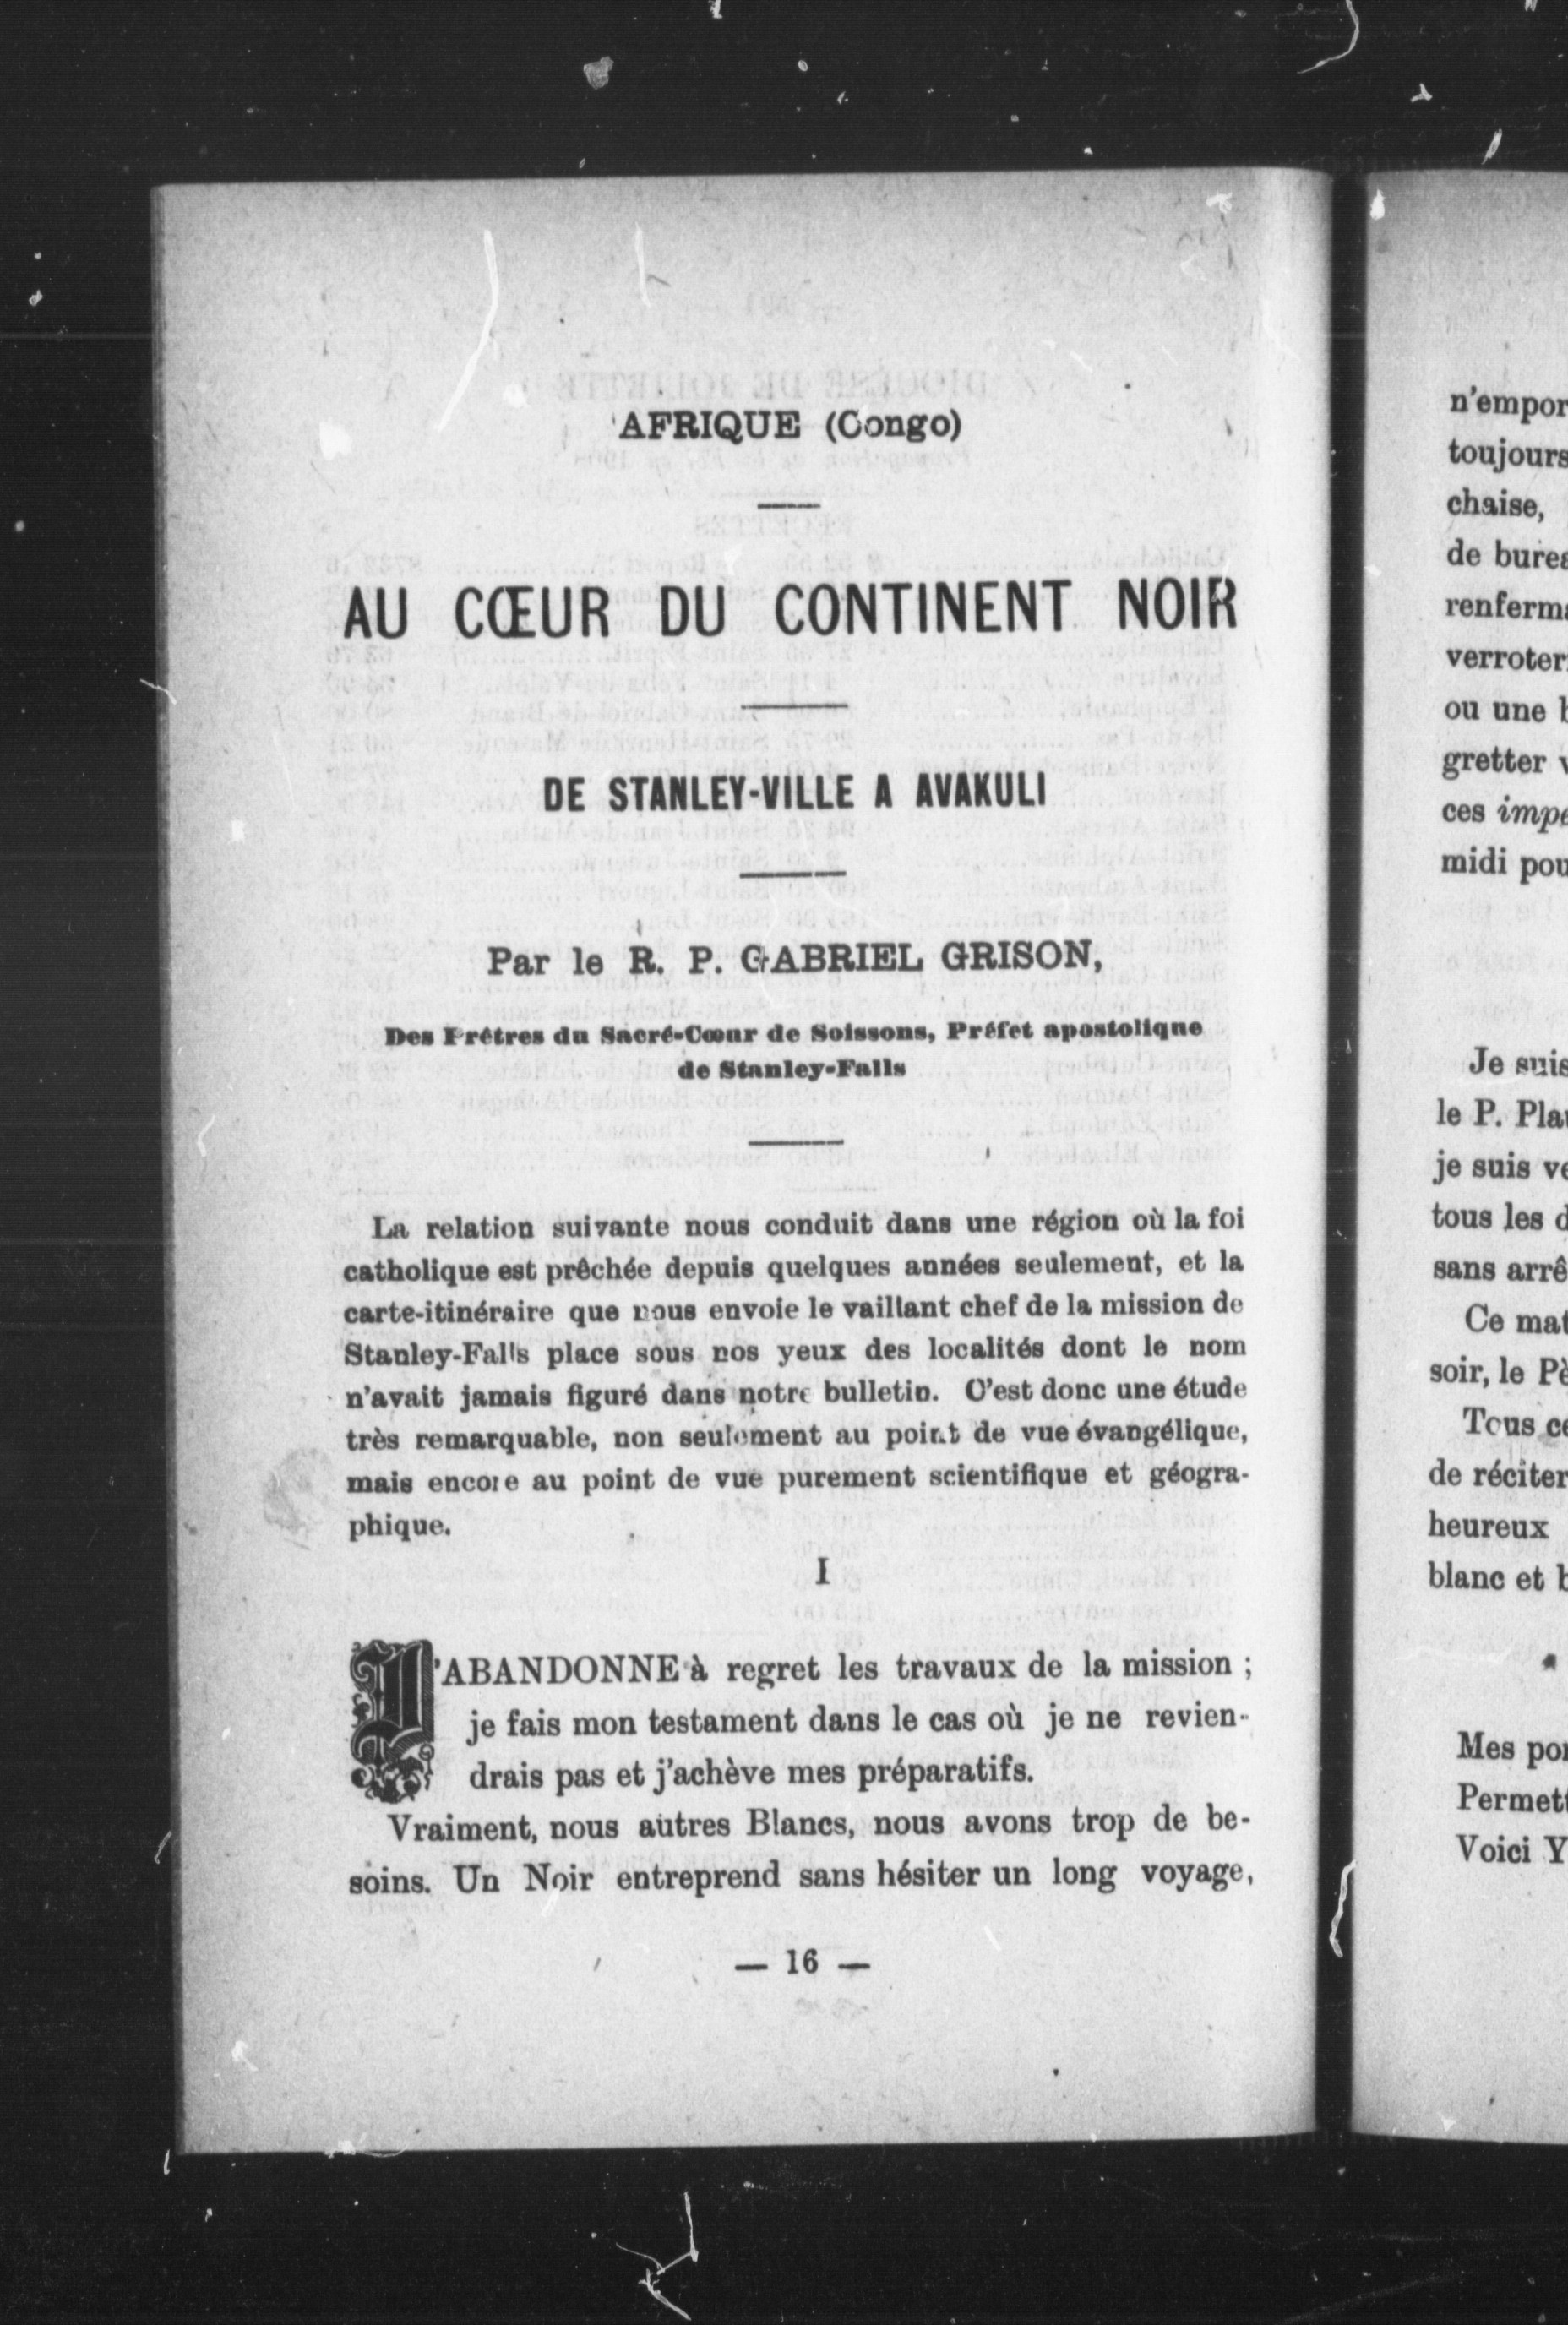 AFRIQUE (Congo)
AU CŒUR DU CONTINENT NOIR
DE STANLEY-VILLE A AVAKULI
Par le R. P. GABRIEL GRISON,
Des Prêtres du Sacré-Cœur de Soissons, Préfet apostolique
de Stanley-Falls
La relation suivante nous conduit dans une région où la foi
catholique est prêchée depuis quelques années seulement, et la
carte-itinéraire que nous envoie le vaillant chef de la mission de
Stanley-Falls place sous nos yeux des localités dont le nom
n'avait jamais figuré dans notre bulletin. C'est donc une étude
très remarquable, non seulement au point de vue évangélique,
mais encore au point de vue purement scientifique et géogra-
phique.
I
J'ABANDONNE à regret les travaux de la mission ;
je fais mon testament dans le cas où je ne revien-
drais pas et j'achève mes préparatifs.
Vraiment, nous autres Blancs, nous avons trop de be-
soins. Un Noir entreprend sans hésiter un long voyage,
— 16 —
n'empor
toujours
chaise,
de burea
renferma
verroter
ou une
gretter
ces impe
midi pou
Je suis
le P. Pla
je suis ve
tous les d
sans arrê
Ce mat
soir, le Pè
Tous ce
de réciter
heureux
blanc et b
Mes por
Permett
Voici Y